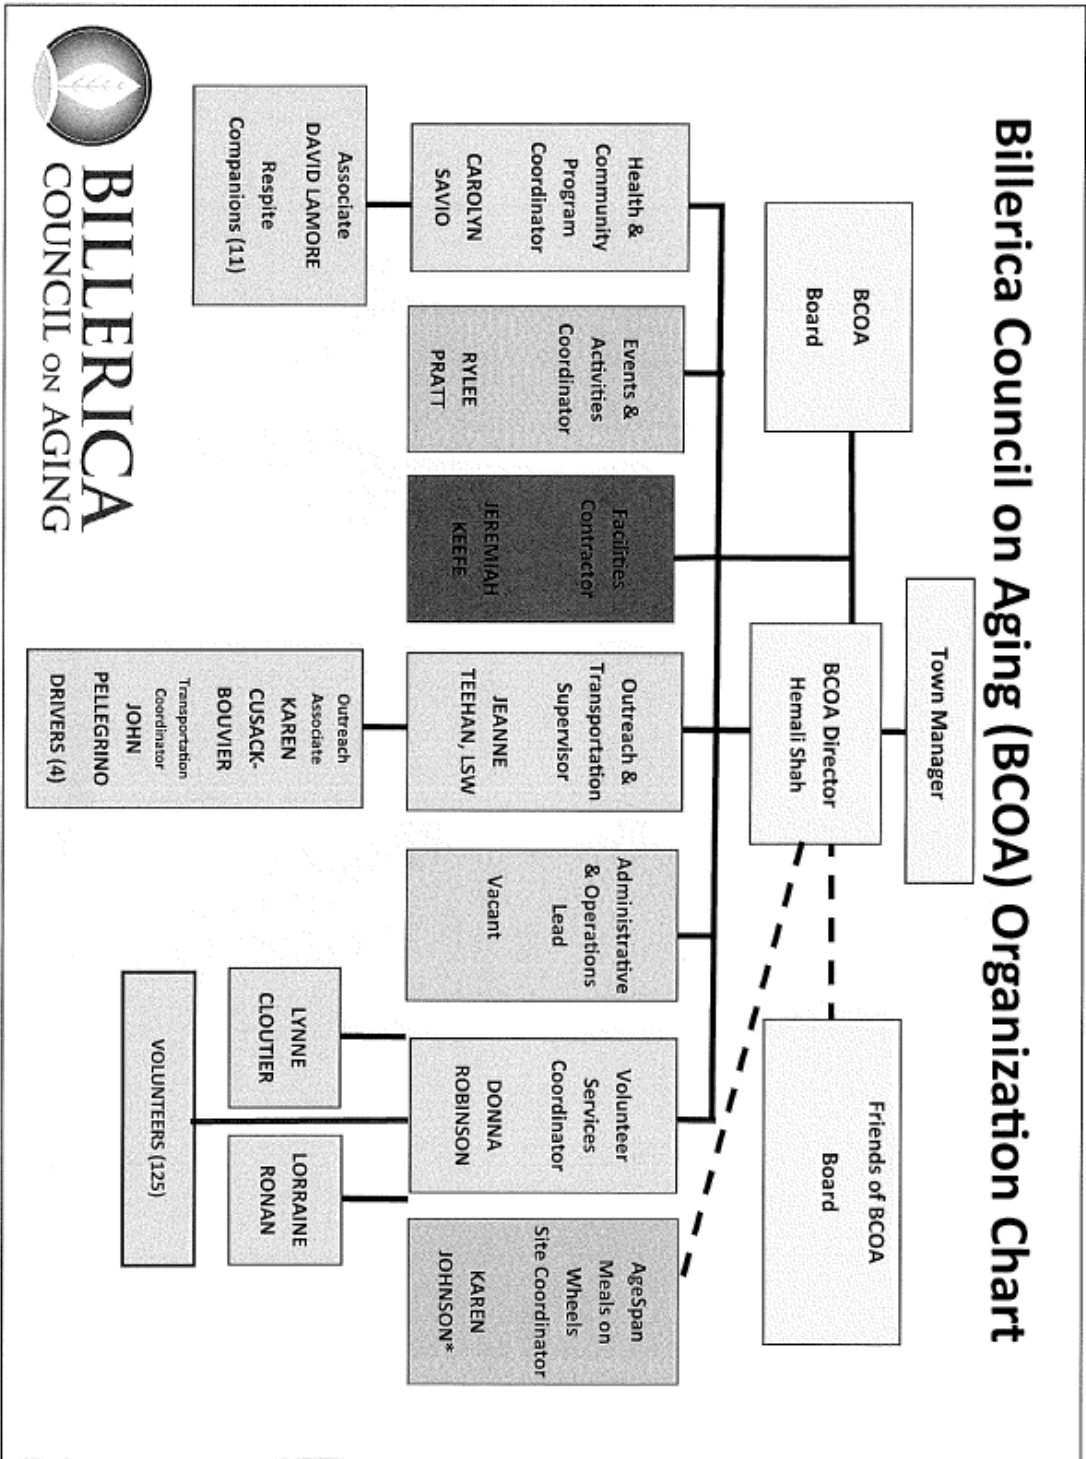 Billerica Council on Aging (BCOA) Organization Chart
Town Manager
BCOA
Board
BCOA Director
Hemali Shah
Friends of BCOA
Board
Health &
Community
Program
Coordinator
CAROLYN
SAVIO
Events &
Activities
Coordinator
RYLEE
PRATT
Facilities
Contractor
JEREMIAH
KEEFE
Outreach &
Transportation
Supervisor
JEANNE
TEEHAN, LSW
Administrative
& Operations
Lead
Vacant
Volunteer
Services
Coordinator
DONNA
ROBINSON
AgeSpan
Meals on
Wheels
Site Coordinator
KAREN
JOHNSON*
Associate
DAVID LAMORE
Respite
Companions (11)
Outreach
Associate
KAREN
CUSACK-
BOUVIER
Transportation
Coordinator
JOHN
PELLEGRINO
DRIVERS (4)
LYNNE
CLOUTIER
LORRAINE
RONAN
VOLUNTEERS (125)
BILLERICA
COUNCIL ON AGING